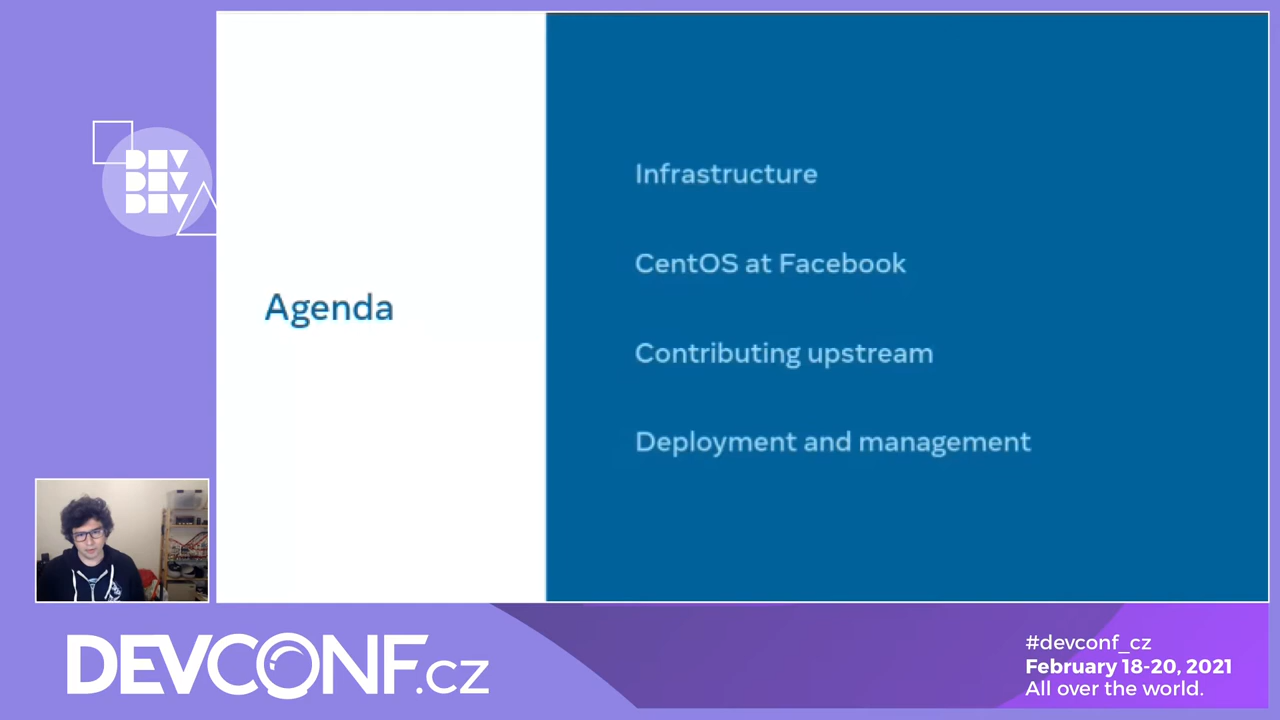 DEV
DEV
DEV
Agenda
Infrastructure
CentOS at Facebook
Contributing upstream
Deployment and management
DEVCONF.cz
#devconf_cz
February 18-20, 2021
All over the world.